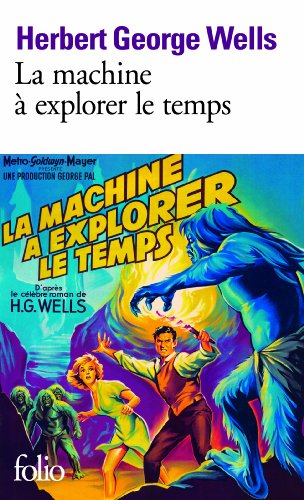 Herbert George Wells
La machine
à explorer le temps
Metro-Goldwyn-Mayer
PRÉSENTE
UNE PRODUCTION GEORGE PAL
LA MACHINE
A EXPLORER
LE TEMPS
D'après
le célèbre roman de
H.G. WELLS
folio